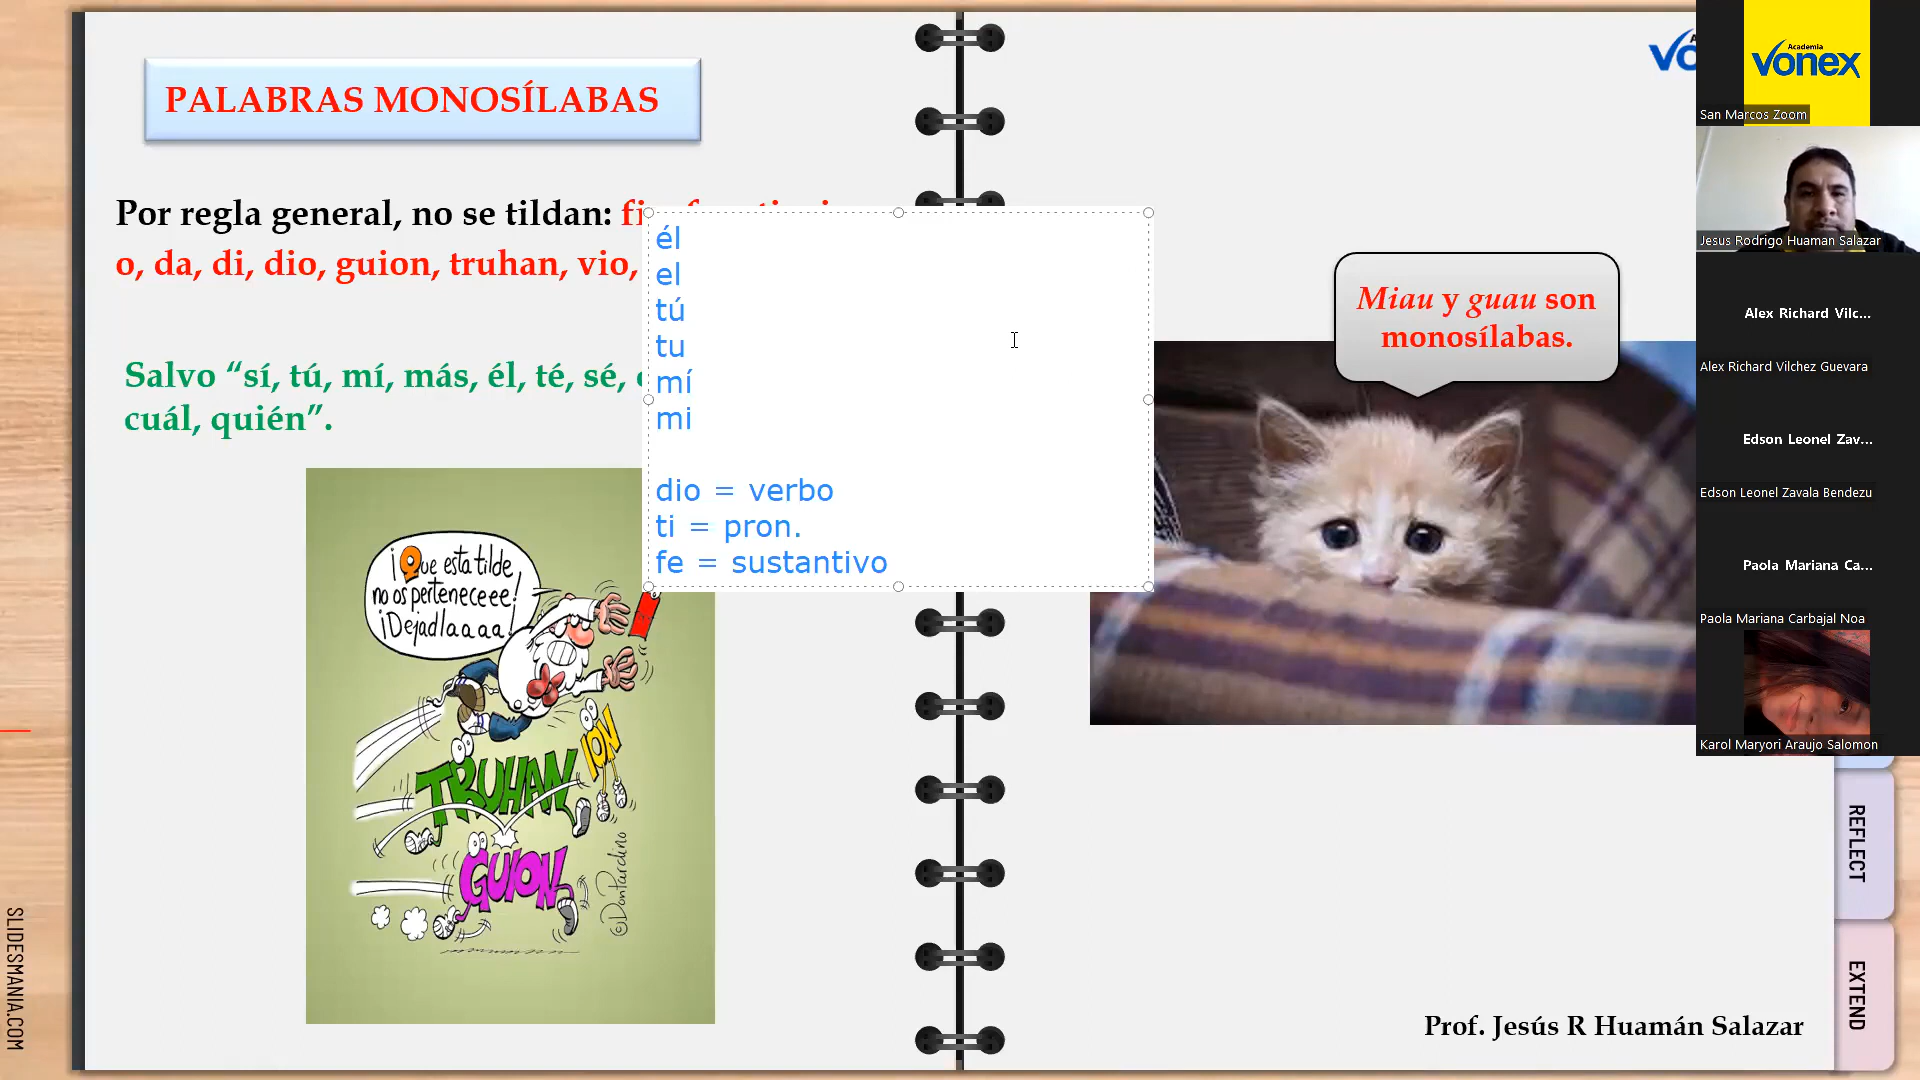 PALABRAS MONOSÍLABAS
Por regla general, no se tildan:
o, da, di, dio, guion, truhan, vio,
Salvo “sí, tú, mí, más, él, té, sé,
cuál, quién”.
él
el
tú
tu
mí
mi
dio = verbo
ti = pron.
fe = sustantivo
¡Que esta tilde
no os perteneceee!
¡Dejadlaaaa!
ION
TRUHAN
GUION
©DonPardino
Miau y guau son
monosílabas.
Prof. Jesús R Huamán Salazar
REFLECT
EXTEND
SLIDESMANIA.COM
Academia
vonex
San Marcos Zoom
Jesus Rodrigo Huaman Salazar
Alex Richard Vilc...
Alex Richard Vilchez Guevara
Edson Leonel Zav...
Edson Leonel Zavala Bendezu
Paola Mariana Ca...
Paola Mariana Carbajal Noa
Karol Maryori Araujo Salomon